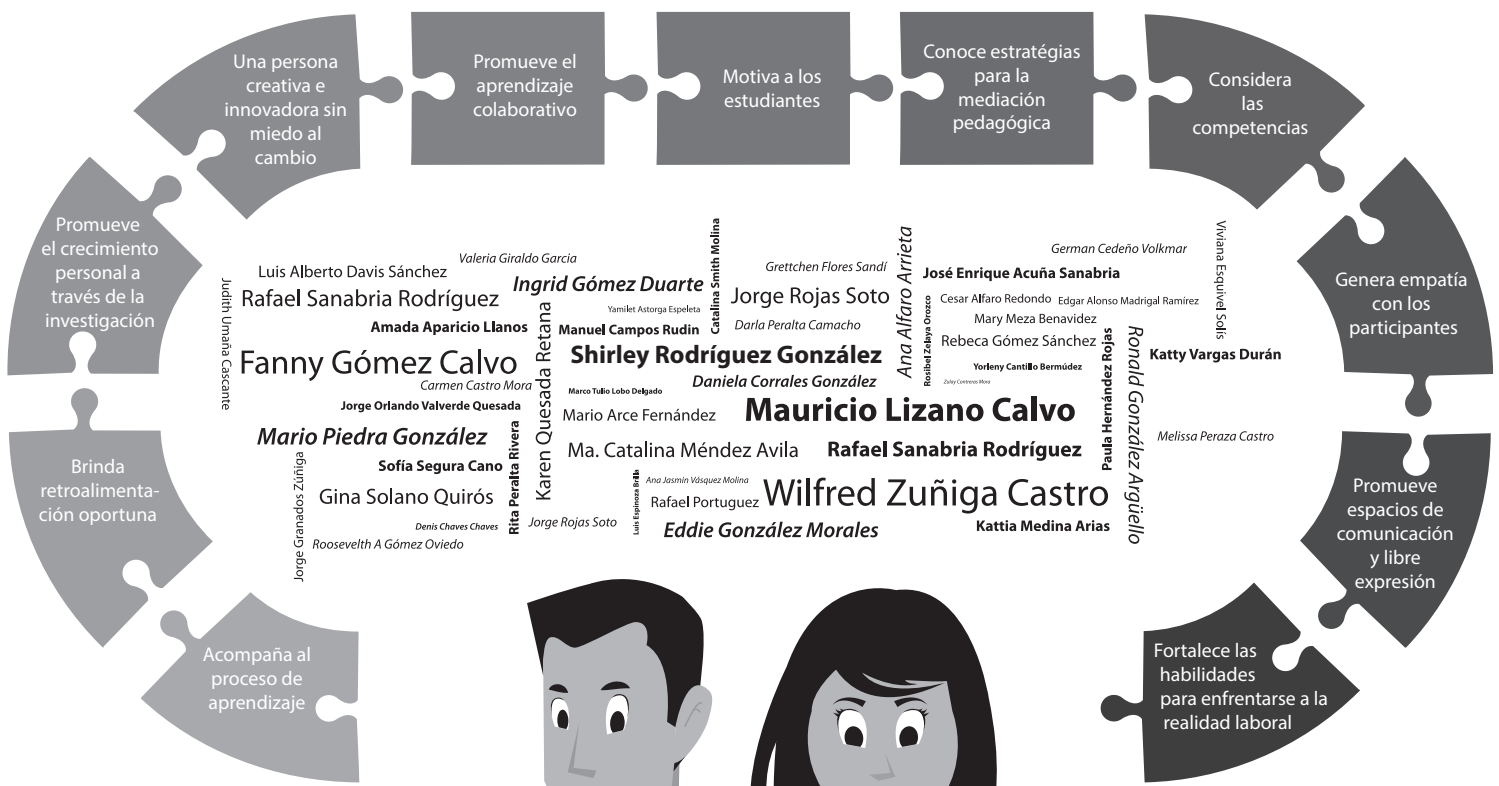 Una persona
creativa e
innovadora sin
miedo al
cambio
Promueve el
aprendizaje
colaborativo
Motiva a los
estudiantes
Conoce estratégias
para la
mediación
pedagógica
Considera
las
competencias
Promueve
el crecimiento
personal a
través de la
investigación
Genera empatía
con los
participantes
Brinda
retroalimenta-
ción oportuna
Promueve
espacios de
comunicación
y libre
expresión
Acompaña al
proceso de
aprendizaje
Fortalece las
habilidades
para enfrentarse a la
realidad laboral
Judith Umaña Cascante
Luis Alberto Davis Sánchez
Valeria Giraldo Garcia
Rafael Sanabria Rodríguez
Ingrid Gómez Duarte
Catalina Smith Molina
Grettchen Flores Sandí
Jorge Rojas Soto
Ana Alfaro Arrieta
José Enrique Acuña Sanabria
German Cedeño Volkmar
Viviana Esquivel Solís
Yamilet Astorga Espeleta
Cesar Alfaro Redondo
Edgar Alonso Madrigal Ramírez
Amada Aparicio Llanos
Manuel Campos Rudin
Darla Peralta Camacho
Rosibel Zelaya Orozco
Mary Meza Benavidez
Rebeca Gómez Sánchez
Fanny Gómez Calvo
Karen Quesada Retana
Shirley Rodríguez González
Yorleny Cantillo Bermúdez
Paula Hernández Rojas
Ronald González Argüello
Katty Vargas Durán
Carmen Castro Mora
Daniela Corrales González
Zulay Contreras Mora
Marco Tulio Lobo Delgado
Jorge Orlando Valverde Quesada
Mario Arce Fernández
Mauricio Lizano Calvo
Mario Piedra González
Rita Peralta Rivera
Ma. Catalina Méndez Avila
Rafael Sanabria Rodríguez
Melissa Peraza Castro
Jorge Granados Zúñiga
Sofía Segura Cano
Gina Solano Quirós
Luis Espinoza Brilla
Ana Jasmin Vásquez Molina
Rafael Portuguez
Wilfred Zuñiga Castro
Denis Chaves Chaves
Jorge Rojas Soto
Eddie González Morales
Kattia Medina Arias
Roosevelth A Gómez Oviedo